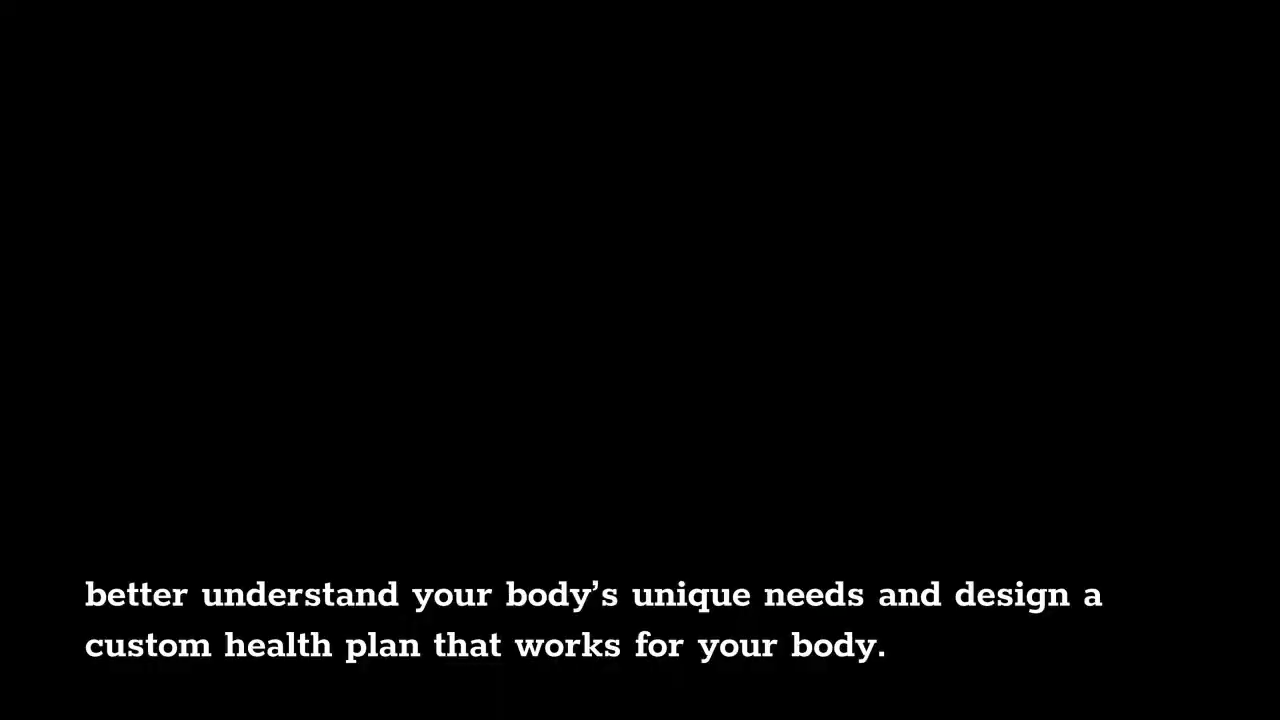 better understand your body’s unique needs and design a
custom health plan that works for your body.